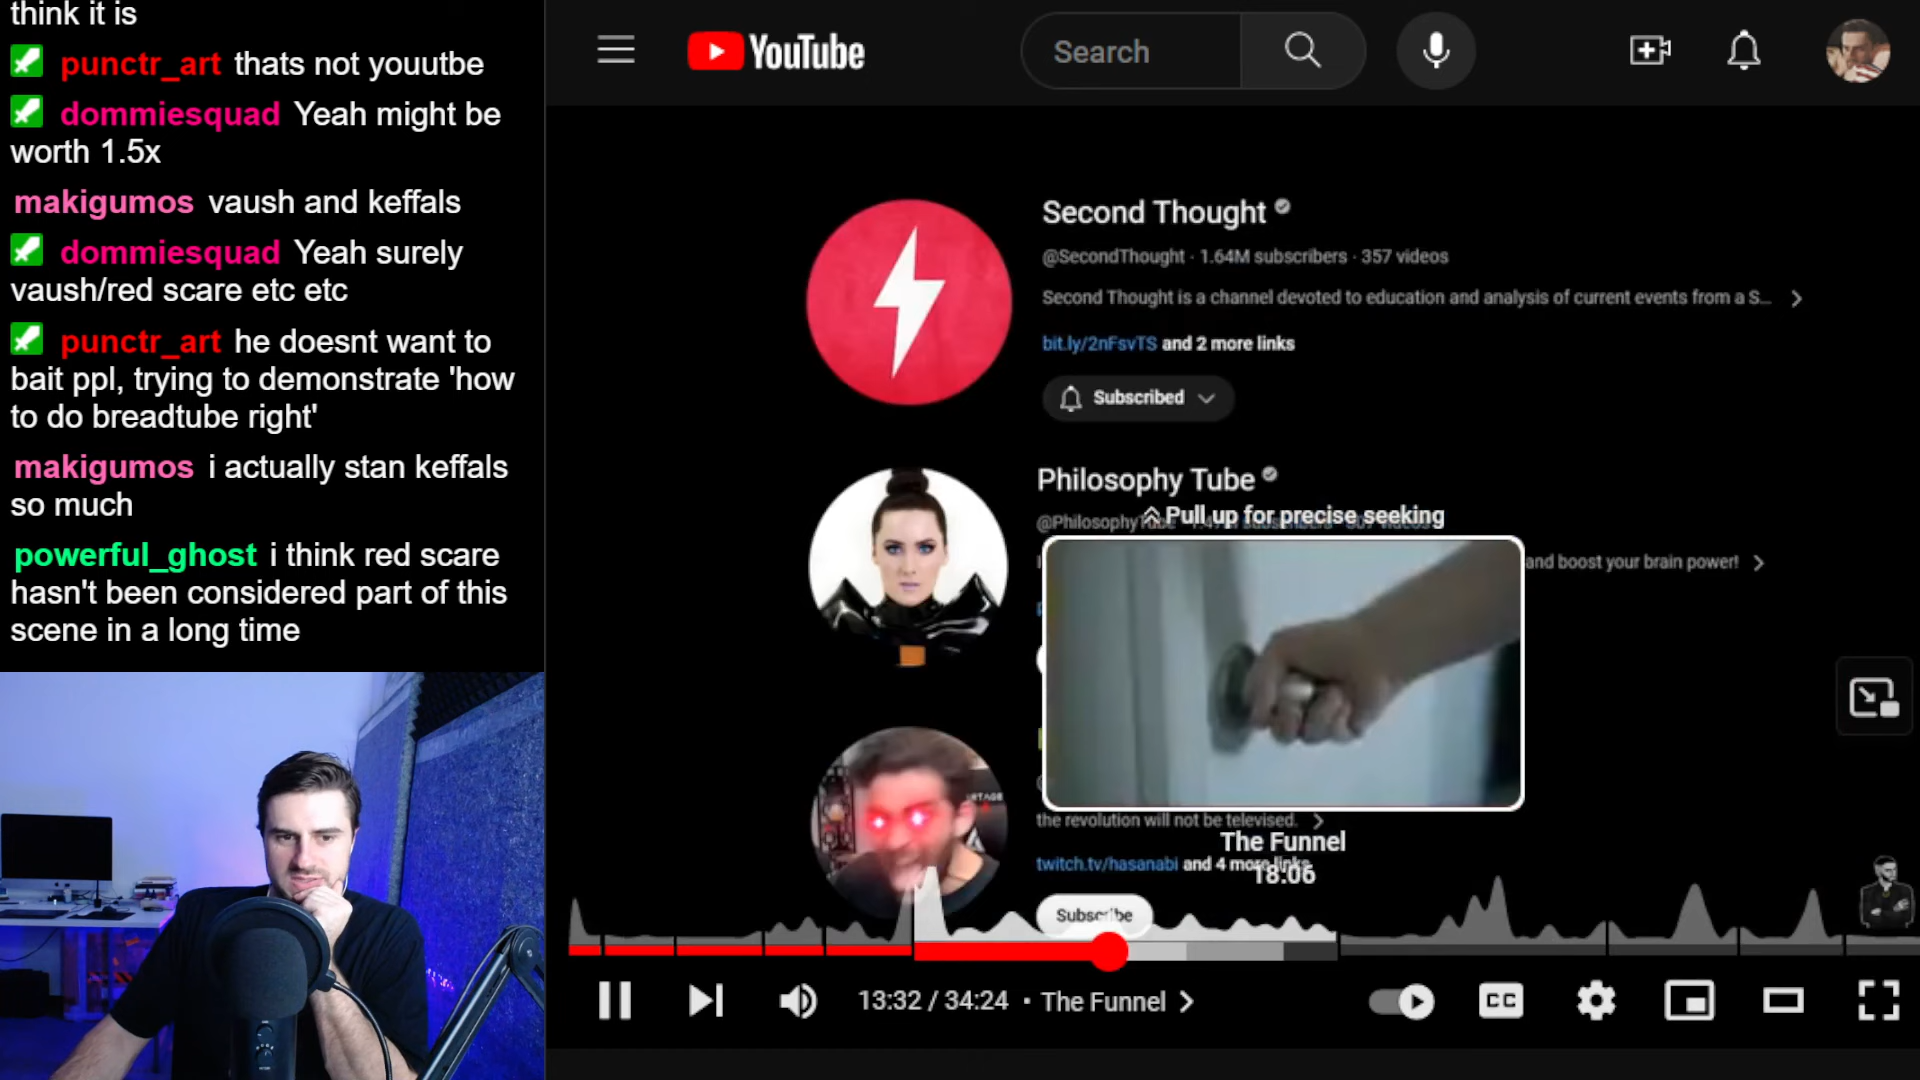 think it is
punctr_art thats not youutbe
dommiesquad Yeah might be
worth 1.5x
makigumos vaush and keffals
dommiesquad Yeah surely
vaush/red scare etc etc
punctr_art he doesnt want to
bait ppl, trying to demonstrate 'how
to do breadtube right'
makigumos i actually stan keffals
so much
powerful_ghost i think red scare
hasn't been considered part of this
scene in a long time
YouTube
Search
Second Thought
@SecondThought · 1.64M subscribers · 357 videos
Second Thought is a channel devoted to education and analysis of current events from a S...
bit.ly/2nFsvTS and 2 more links
Subscribed
Philosophy Tube
Pull up for precise seeking
and boost your brain power!
the revolution will not be televised.
The Funnel
twitch.tv/hasanabi and 4 more links
18:06
Subscribe
13:32 / 34:24 · The Funnel
CC